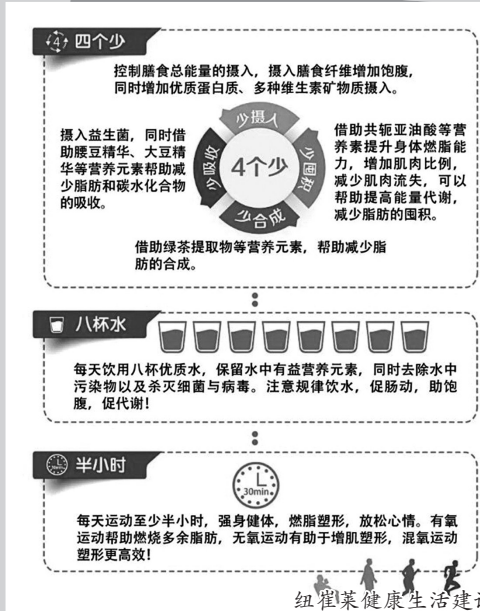 4 四个少
控制膳食总能量的摄入，摄入膳食纤维增加饱腹，
同时增加优质蛋白质、多种维生素矿物质摄入。
少摄入
摄入益生菌，同时借
助腰豆精华、大豆精
华等营养元素帮助减
少脂肪和碳水化合物
的吸收。
少吸收
4个少
少囤积
借助共轭亚油酸等营
养素提升身体燃脂能
力，增加肌肉比例，
减少肌肉流失，可以
帮助提高能量代谢，
减少脂肪的囤积。
少合成
借助绿茶提取物等营养元素，帮助减少脂
肪的合成。
八杯水
每天饮用八杯优质水，保留水中有益营养元素，同时去除水中
污染物以及杀灭细菌与病毒。注意规律饮水，促肠动，助饱
腹，促代谢！
30min 半小时
30min
每天运动至少半小时，强身健体，燃脂塑形，放松心情。有氧
运动帮助燃烧多余脂肪，无氧运动有助于增肌塑形，混氧运动
塑形更高效！
纽崔莱健康生活建议